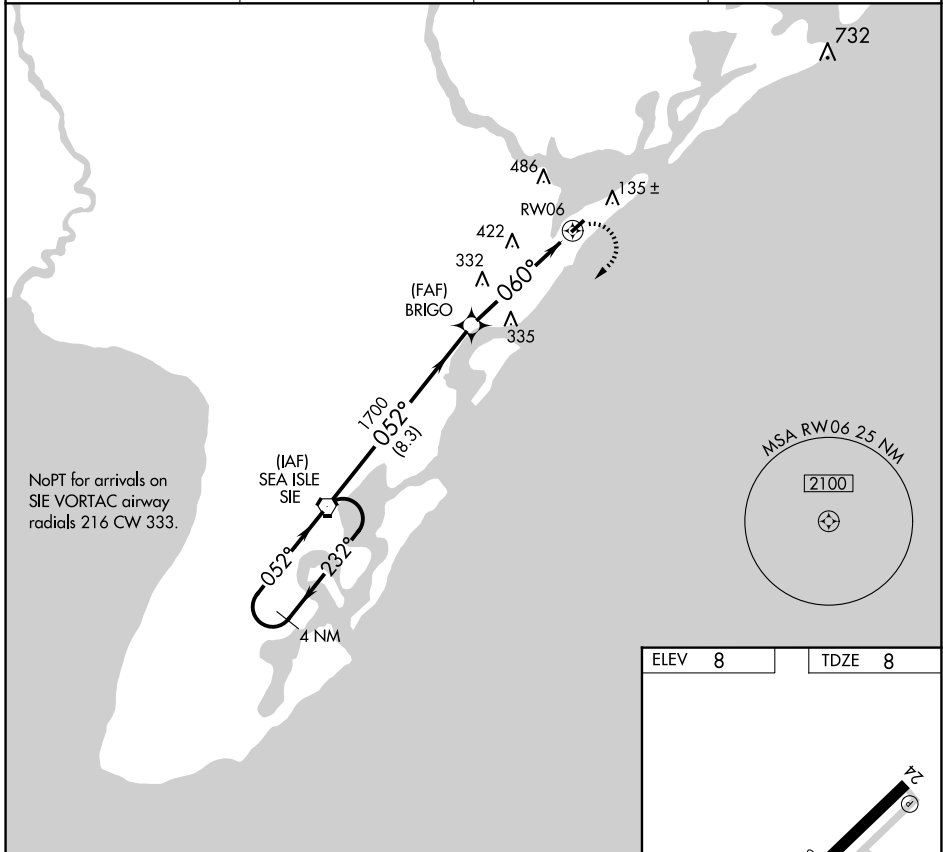 732
486
135 ±
RW06
422
332
060°
(FAF)
BRIGO
335
1700
052°
(8.3)
MSA RW06 25 NM
2100
(IAF)
SEA ISLE
SIE
NoPT for arrivals on
SIE VORTAC airway
radials 216 CW 333.
052°
232°
4 NM
ELEV 8
TDZE 8
24
P